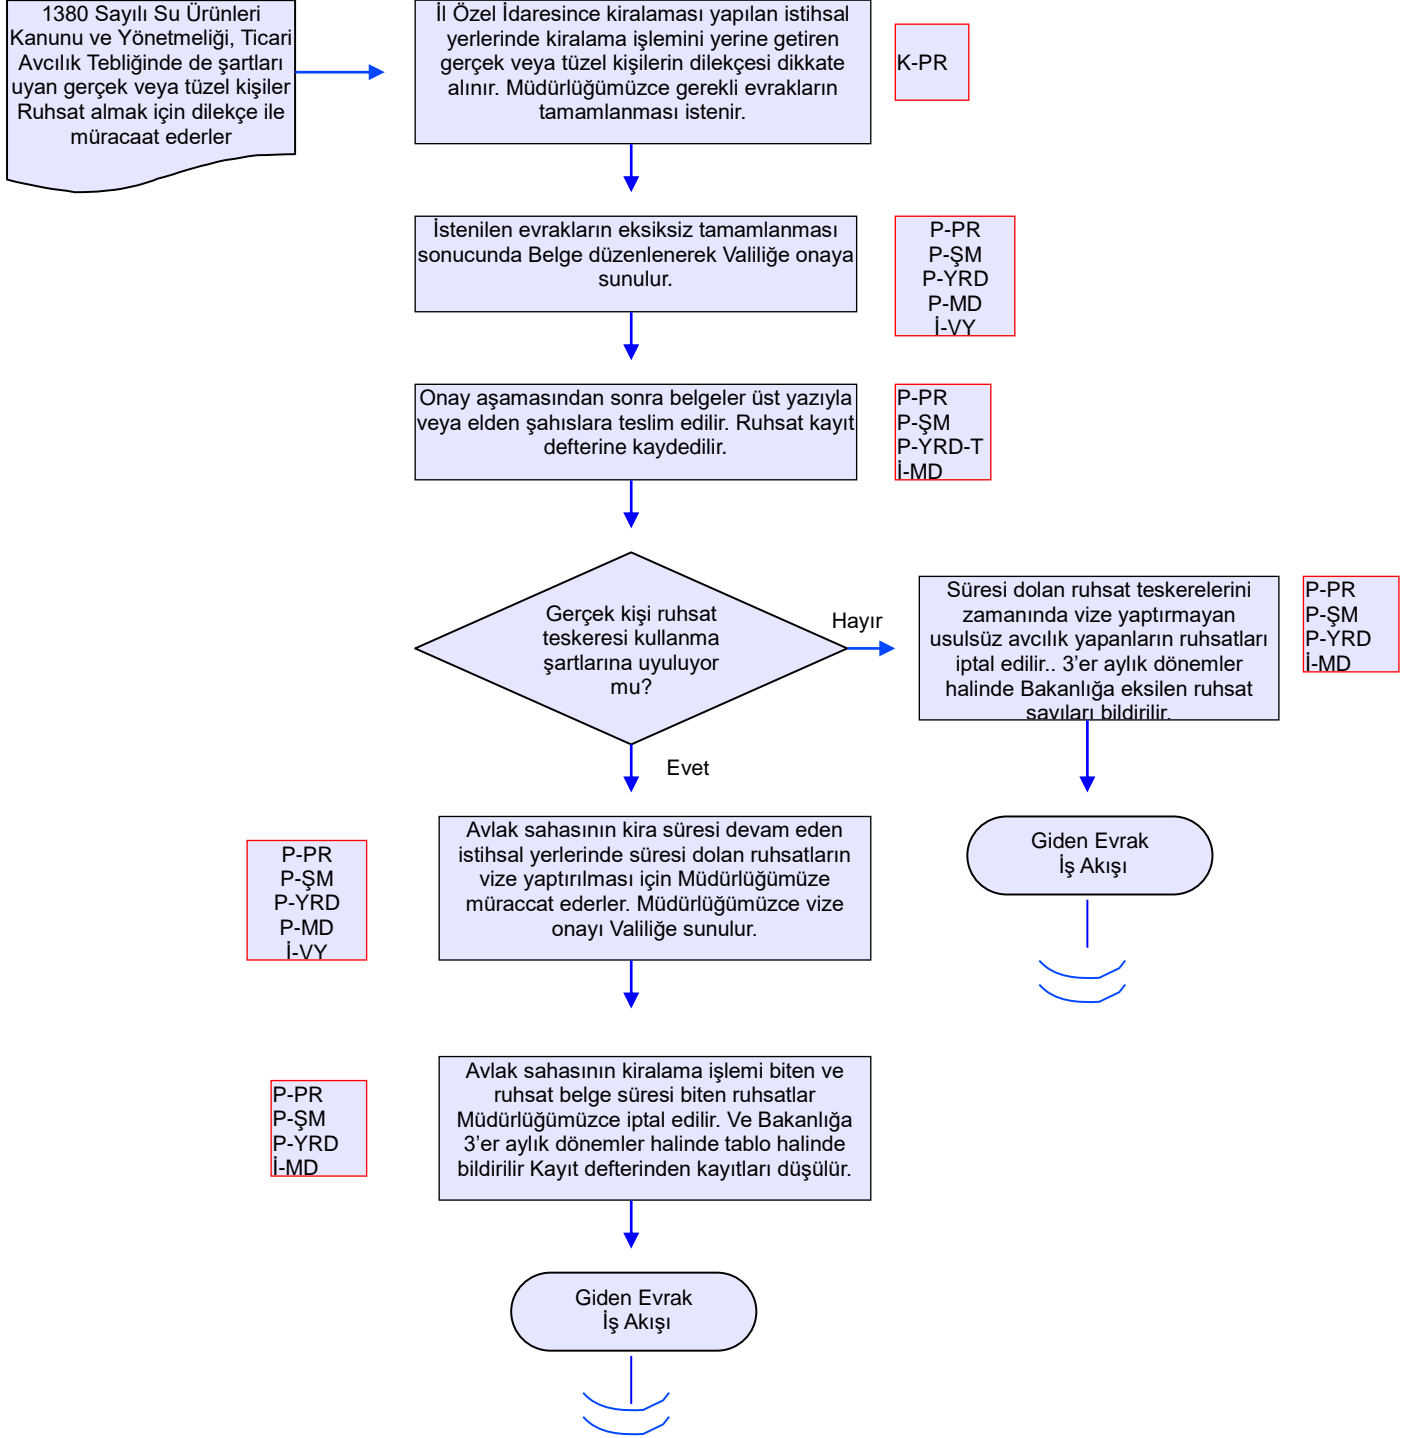 1380 Sayılı Su Ürünleri
Kanunu ve Yönetmeliği, Ticari
Avcılık Tebliğinde de şartları
uyan gerçek veya tüzel kişiler
Ruhsat almak için dilekçe ile
müracaat ederler
İl Özel İdaresince kiralaması yapılan istihsal
yerlerinde kiralama işlemini yerine getiren
gerçek veya tüzel kişilerin dilekçesi dikkate
alınır. Müdürlüğümüzce gerekli evrakların
tamamlanması istenir.
K-PR
İstenilen evrakların eksiksiz tamamlanması
sonucunda Belge düzenlenerek Valiliğe onaya
sunulur.
P-PR
P-ŞM
P-YRD
P-MD
İ-VY
Onay aşamasından sonra belgeler üst yazıyla
veya elden şahıslara teslim edilir. Ruhsat kayıt
defterine kaydedilir.
P-PR
P-ŞM
P-YRD-T
İ-MD
Gerçek kişi ruhsat
teskeresi kullanma
şartlarına uyuluyor
mu?
Hayır
Süresi dolan ruhsat teskerelerini
zamanında vize yaptırmayan
usulsüz avcılık yapanların ruhsatları
iptal edilir.. 3’er aylık dönemler
halinde Bakanlığa eksilen ruhsat
sayıları bildirilir.
P-PR
P-ŞM
P-YRD
İ-MD
Evet
Giden Evrak
İş Akışı
P-PR
P-ŞM
P-YRD
P-MD
İ-VY
Avlak sahasının kira süresi devam eden
istihsal yerlerinde süresi dolan ruhsatların
vize yaptırılması için Müdürlüğümüze
müraccat ederler. Müdürlüğümüzce vize
onayı Valiliğe sunulur.
P-PR
P-ŞM
P-YRD
İ-MD
Avlak sahasının kiralama işlemi biten ve
ruhsat belge süresi biten ruhsatlar
Müdürlüğümüzce iptal edilir. Ve Bakanlığa
3’er aylık dönemler halinde tablo halinde
bildirilir Kayıt defterinden kayıtları düşülür.
Giden Evrak
İş Akışı